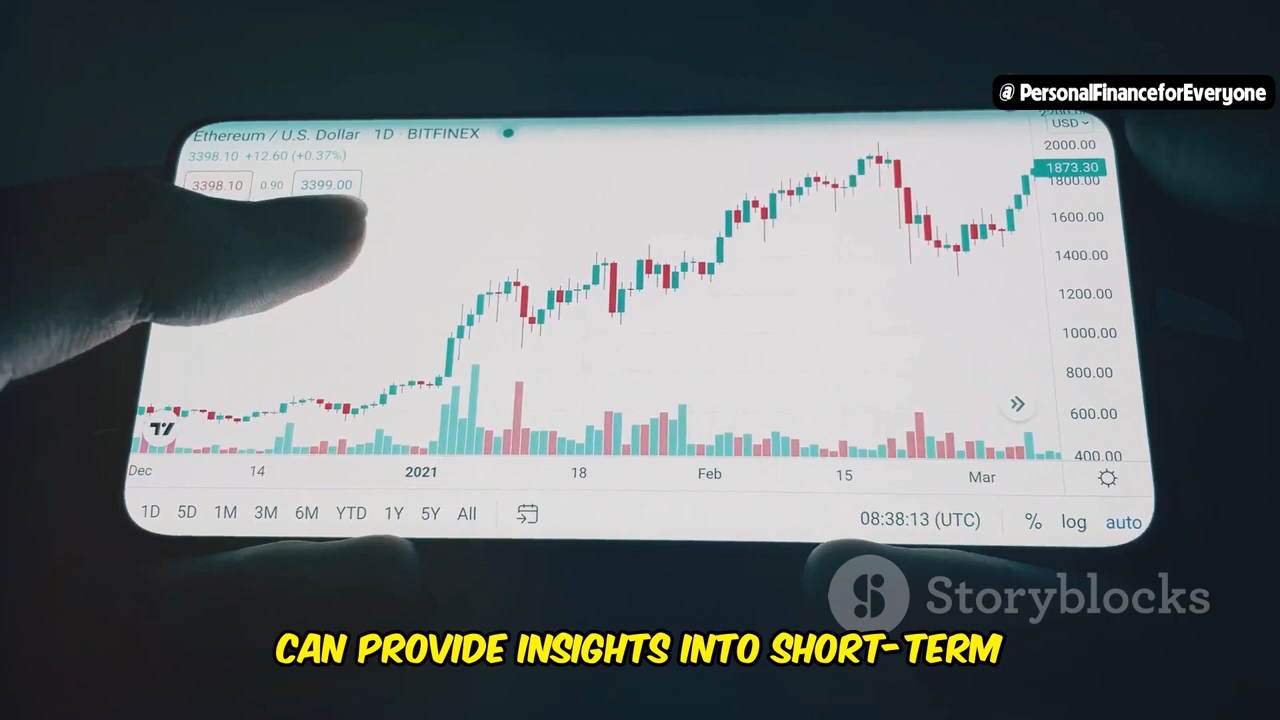 @ PersonalFinanceforEveryone
Ethereum / U.S. Dollar 1D BITFINEX
3398.10 +12.60 (+0.37%)
3398.10 0.90 3399.00
USD
2000.00
1873.30
1800.00
1600.00
1400.00
1200.00
1000.00
800.00
600.00
400.00
Dec 14 2021 18 Feb 15 Mar
1D 5D 1M 3M 6M YTD 1Y 5Y All
08:38:13 (UTC) % log auto
Storyblocks
CAN PROVIDE INSIGHTS INTO SHORT-TERM